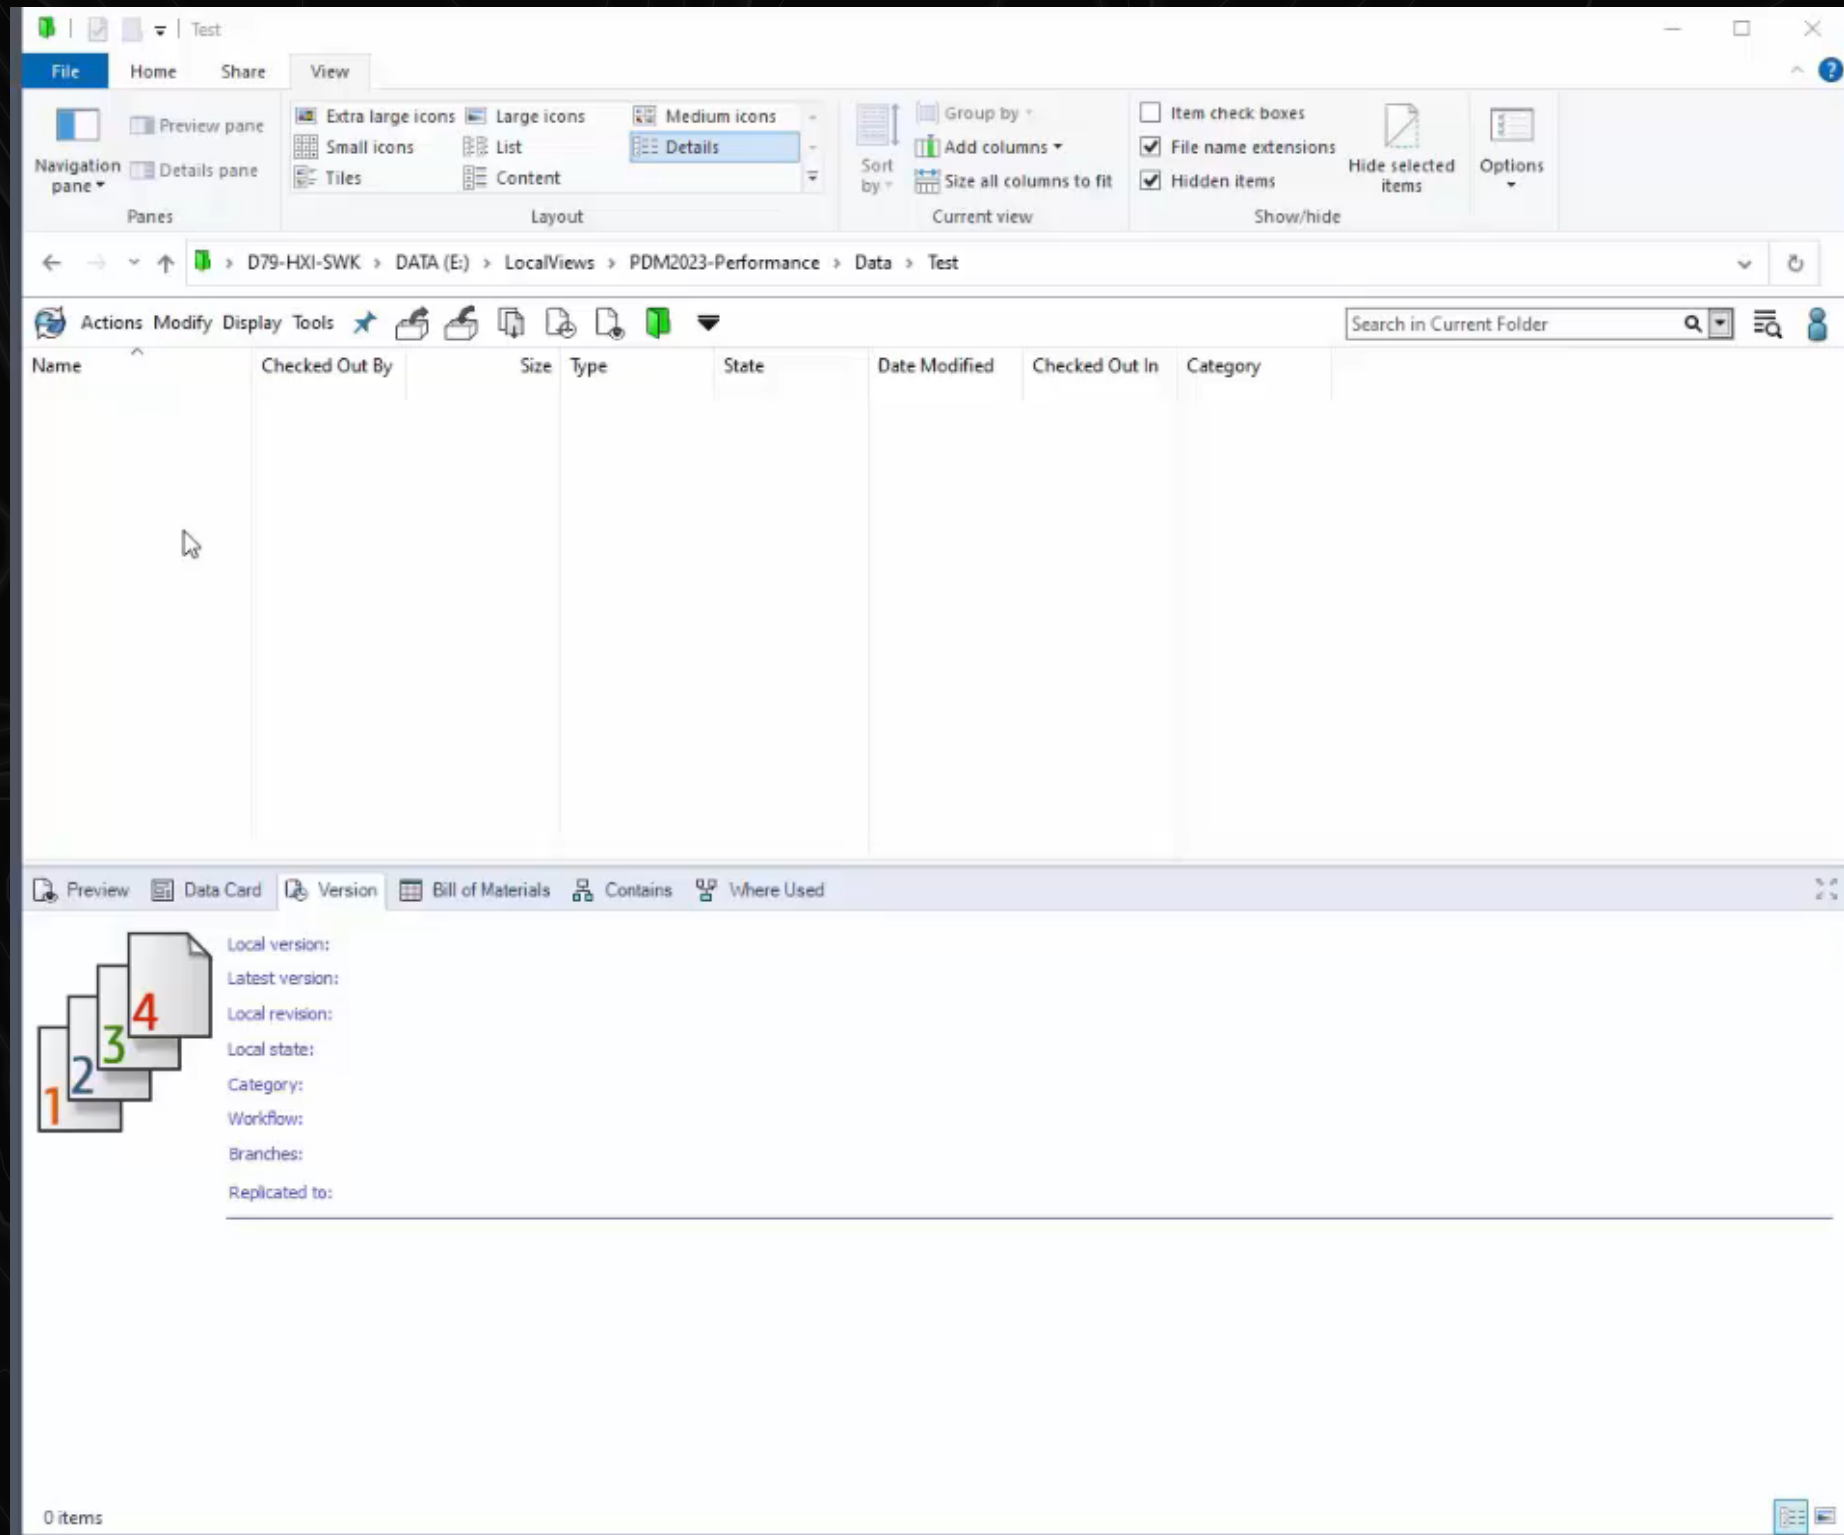 Test
File Home Share View
Navigation pane
Preview pane
Details pane
Panes
Extra large icons Large icons Medium icons
Small icons List Details
Tiles Content
Layout
Sort by
Group by
Add columns
Size all columns to fit
Current view
Item check boxes
File name extensions
Hidden items
Hide selected items
Show/hide
Options
D79-HXI-SWK > DATA (E:) > LocalViews > PDM2023-Performance > Data > Test
Actions Modify Display Tools
Search in Current Folder
Name Checked Out By Size Type State Date Modified Checked Out In Category
Preview Data Card Version Bill of Materials Contains Where Used
1 2 3 4
Local version:
Latest version:
Local revision:
Local state:
Category:
Workflow:
Branches:
Replicated to:
0 items